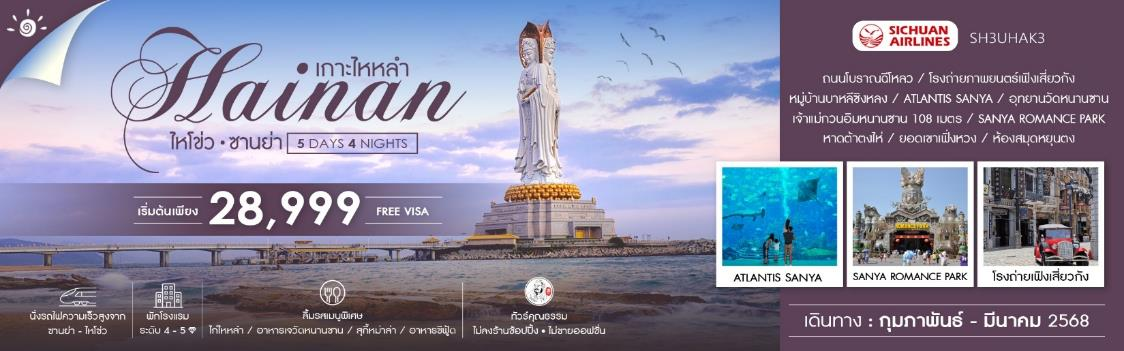 Hainan
เกาะไหหลำ
ไหโข่ว • ซานย่า 5 DAYS 4 NIGHTS
เริ่มต้นเพียง 28,999 FREE VISA
นั่งรถไฟความเร็วสูงจาก
ซานย่า - ไหโข่ว
พักโรงแรม
ระดับ 4 - 5
ลิ้มรสเมนูพิเศษ
ไก่ไหหลำ / อาหารเจวัดหนานซาน / สุกี้หม่าล่า / อาหารซีฟู้ด
ทัวร์คุณธรรม
ไม่ลงร้านช้อปปิ้ง • ไม่ขายออฟชั่น
SICHUAN
AIRLINES SH3UHAK3
ถนนโบราณฉีโหลว / โรงถ่ายภาพยนตร์เฟิงเสี่ยวกัง
หมู่บ้านบาหลีซิงหลง / ATLANTIS SANYA / อุทยานวัดหนานซาน
เจ้าแม่กวนอิมหนานซาน 108 เมตร / SANYA ROMANCE PARK
หาดต้าตงไห่ / ยอดเขาเฟิ่งหวง / ห้องสมุดหยุนตง
ROMANCE PARK
ATLANTIS SANYA
SANYA ROMANCE PARK
โรงถ่ายเฟิงเสี่ยวกัง
เดินทาง : กุมภาพันธ์ - มีนาคม 2568